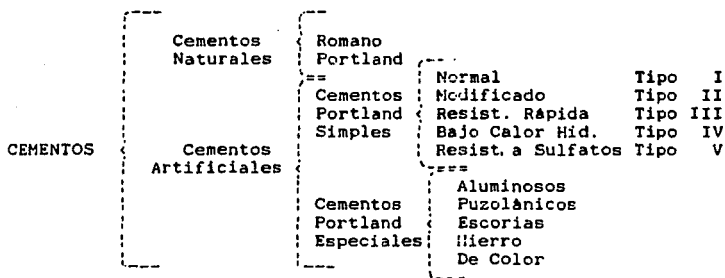 CEMENTOS
Cementos
Naturales
Romano
Portland
Cementos
Artificiales
Cementos
Portland
Simples
Normal Tipo I
Modificado Tipo II
Resist. Rápida Tipo III
Bajo Calor Hid. Tipo IV
Resist. a Sulfatos Tipo V
Cementos
Portland
Especiales
Aluminosos
Puzolánicos
Escorias
Hierro
De Color